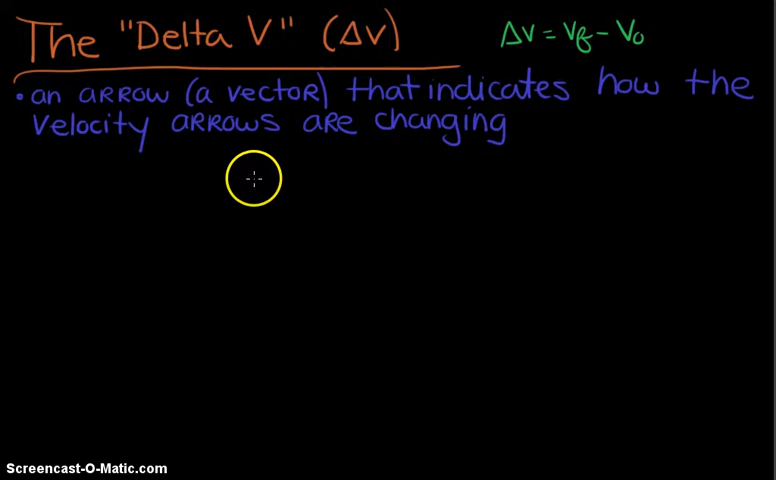 The "Delta V" (ΔV)
ΔV = Vf - Vo
• an arrow (a vector) that indicates how the
velocity arrows are changing
Screencast-O-Matic.com